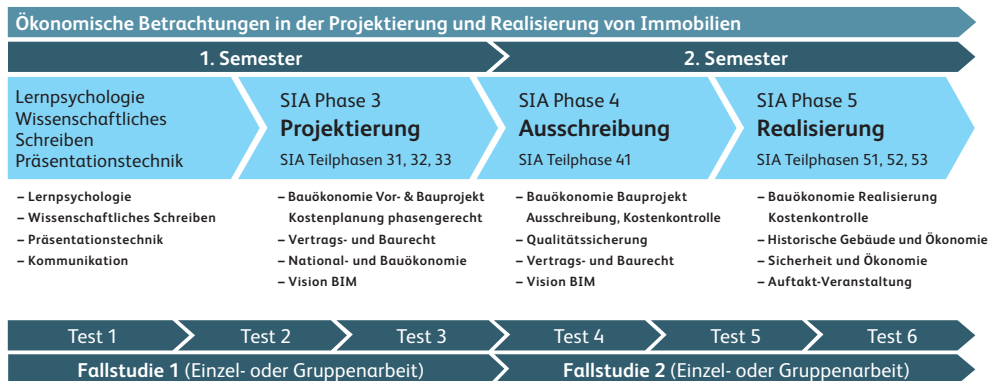 Ökonomische Betrachtungen in der Projektierung und Realisierung von Immobilien
1. Semester
2. Semester
Lernpsychologie
Wissenschaftliches
Schreiben
Präsentationstechnik
SIA Phase 3
Projektierung
SIA Teilphasen 31, 32, 33
SIA Phase 4
Ausschreibung
SIA Teilphase 41
SIA Phase 5
Realisierung
SIA Teilphasen 51, 52, 53
– Lernpsychologie
– Wissenschaftliches Schreiben
– Präsentationstechnik
– Kommunikation
– Bauökonomie Vor- & Bauprojekt
Kostenplanung phasengerecht
– Vertrags- und Baurecht
– National- und Bauökonomie
– Vision BIM
– Bauökonomie Bauprojekt
Ausschreibung, Kostenkontrolle
– Qualitätssicherung
– Vertrags- und Baurecht
– Vision BIM
– Bauökonomie Realisierung
Kostenkontrolle
– Historische Gebäude und Ökonomie
– Sicherheit und Ökonomie
– Auftakt-Veranstaltung
Test 1
Test 2
Test 3
Test 4
Test 5
Test 6
Fallstudie 1 (Einzel- oder Gruppenarbeit)
Fallstudie 2 (Einzel- oder Gruppenarbeit)